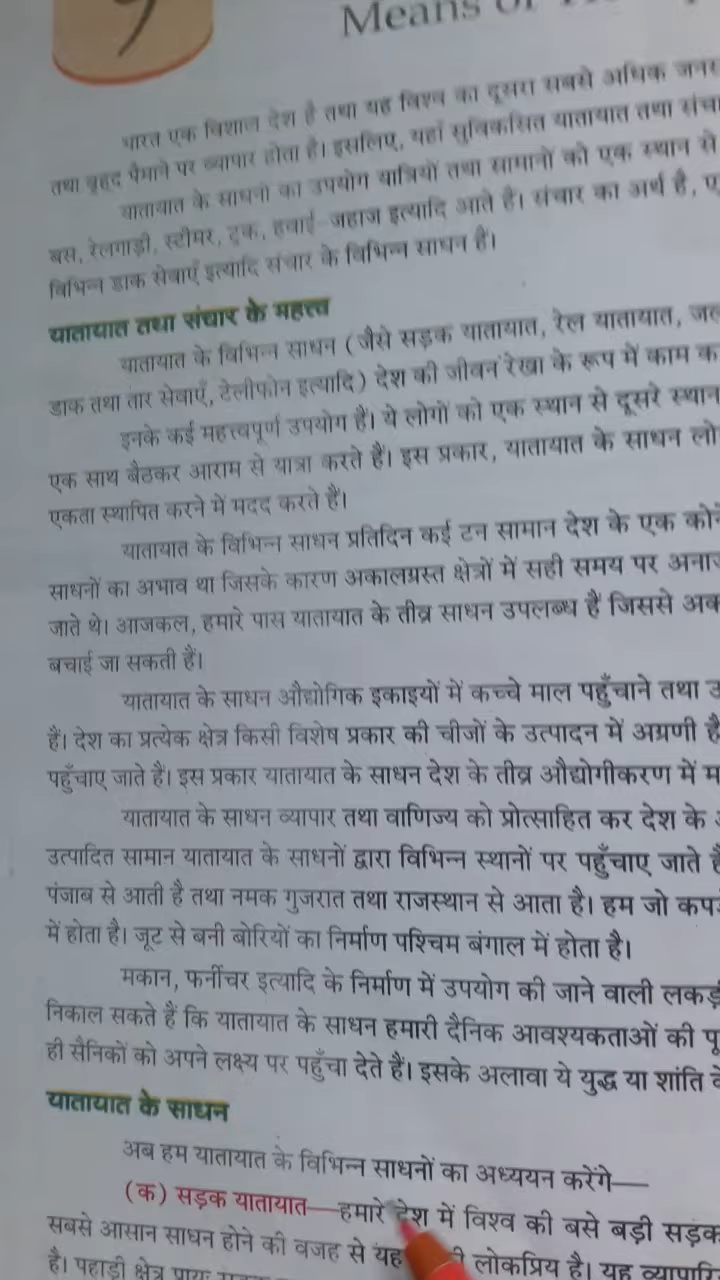 9
Means of
भारत एक विशाल देश है तथा यह विश्व का दूसरा सबसे अधिक
तथा वृहद पैमाने पर व्यापार होता है। इसलिए, यहां सुविकसित यातायात तथा
यातायात के साधनों का उपयोग यात्रियों तथा सामानों को एक स्थान से
बस, रेलगाड़ी, स्टीमर, ट्रक, हवाई-जहाज इत्यादि आते है। संचार का अर्थ है,
विभिन्न डाक सेवाएँ इत्यादि संचार के विभिन्न साधन है।
यातायात तथा संचार के महत्त्व
यातायात के विभिन्न साधन (जैसे सड़क यातायात, रेल यातायात,
डाक तथा तार सेवाएँ, टेलीफोन इत्यादि) देश की जीवन रेखा के रूप में काम
इनके कई महत्त्वपूर्ण उपयोग हैं। ये लोगों को एक स्थान से दूसरे स्थान
एक साथ बैठकर आराम से यात्रा करते हैं। इस प्रकार, यातायात के साधन
एकता स्थापित करने में मदद करते हैं।
यातायात के विभिन्न साधन प्रतिदिन कई टन सामान देश के एक
साधनों का अभाव था जिसके कारण अकालग्रस्त क्षेत्रों में सही समय पर
जाते थे। आजकल, हमारे पास यातायात के तीव्र साधन उपलब्ध हैं जिससे
बचाई जा सकती हैं।
यातायात के साधन औद्योगिक इकाइयों में कच्चे माल पहुँचाने तथा
हैं। देश का प्रत्येक क्षेत्र किसी विशेष प्रकार की चीजों के उत्पादन में अग्रणी
पहुँचाए जाते हैं। इस प्रकार यातायात के साधन देश के तीव्र औद्योगीकरण में
यातायात के साधन व्यापार तथा वाणिज्य को प्रोत्साहित कर देश के
उत्पादित सामान यातायात के साधनों द्वारा विभिन्न स्थानों पर पहुँचाए जाते
पंजाब से आती है तथा नमक गुजरात तथा राजस्थान से आता है। हम जो
में होता है। जूट से बनी बोरियों का निर्माण पश्चिम बंगाल में होता है।
मकान, फर्नीचर इत्यादि के निर्माण में उपयोग की जाने वाली
निकाल सकते हैं कि यातायात के साधन हमारी दैनिक आवश्यकताओं की
ही सैनिकों को अपने लक्ष्य पर पहुँचा देते हैं। इसके अलावा ये युद्ध या शांति
यातायात के साधन
अब हम यातायात के विभिन्न साधनों का अध्ययन करेंगे—
(क) सड़क यातायात—हमारे देश में विश्व की बसे बड़ी
सबसे आसान साधन होने की वजह से यह लोकप्रिय है। यह
है। पहाड़ी क्षेत्र प्रायः